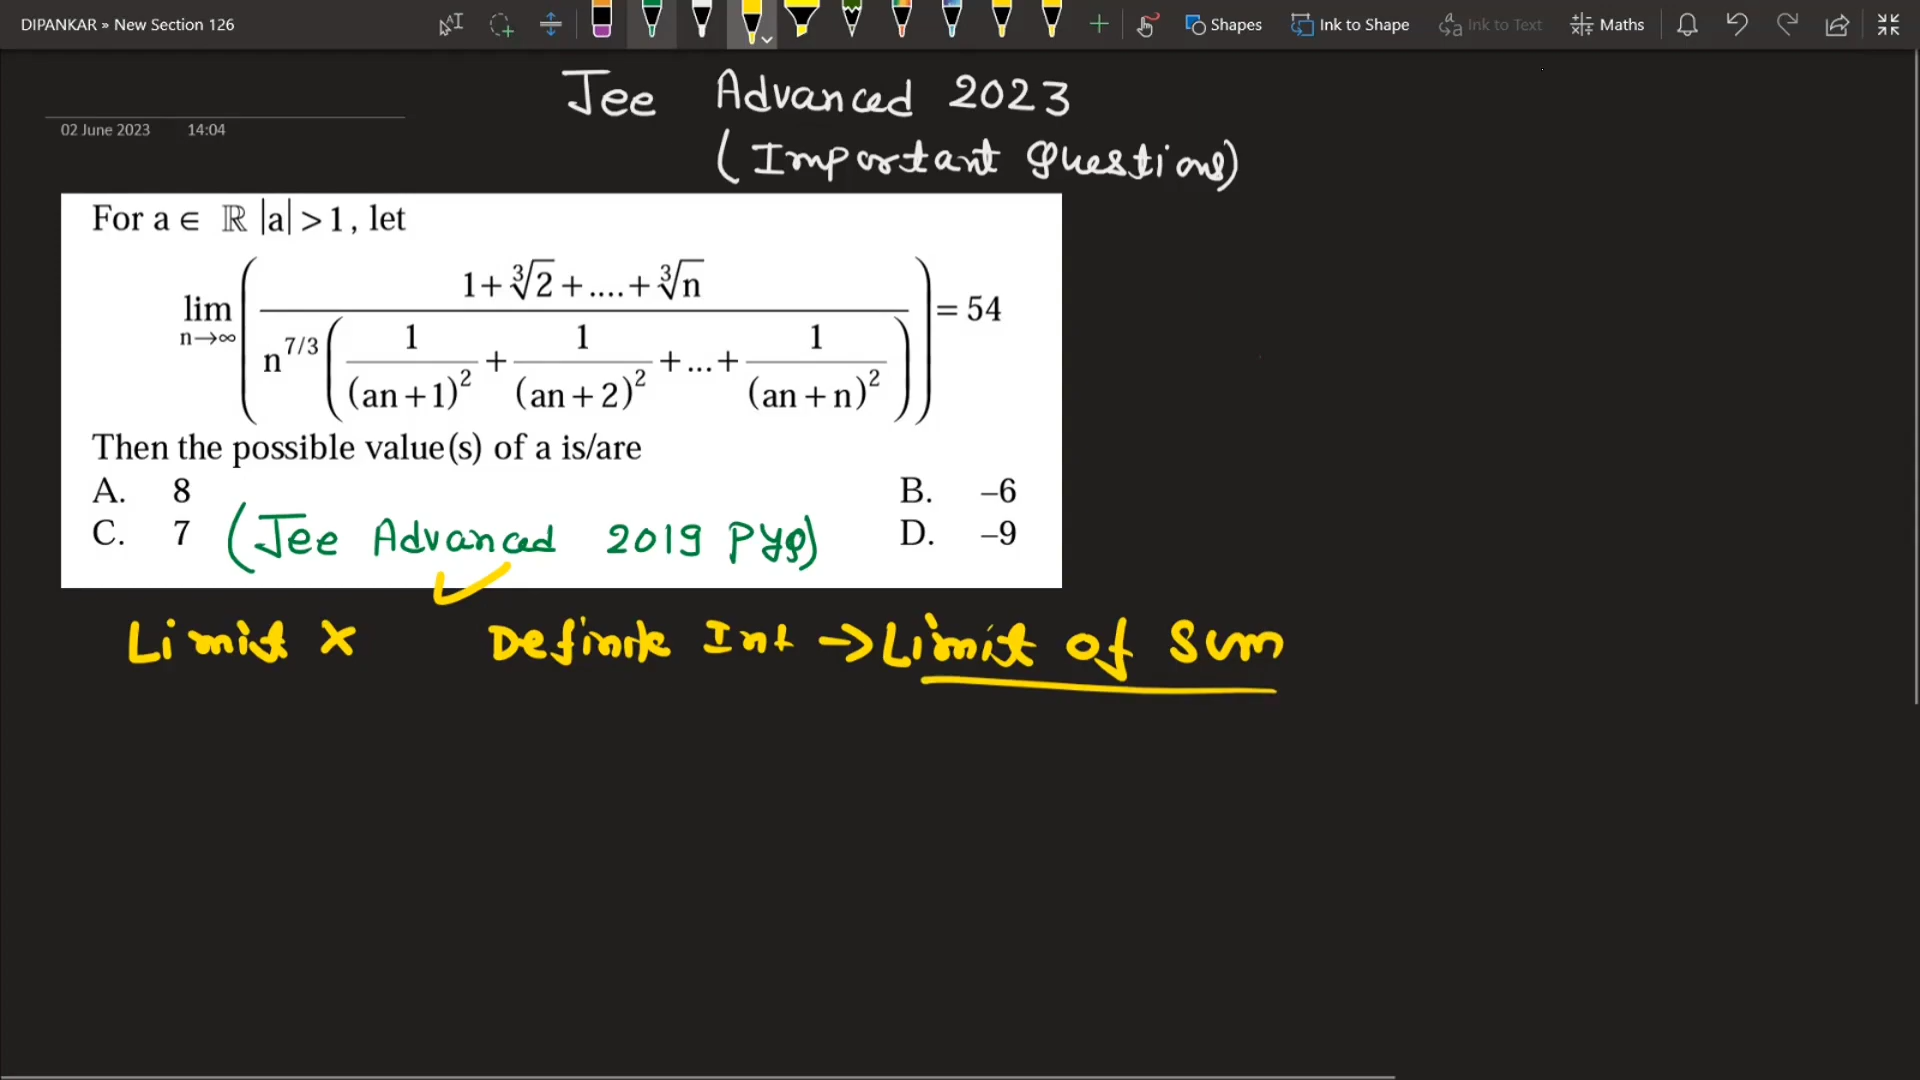 DIPANKAR » New Section 126
Shapes
Ink to Shape
Ink to Text
Maths
Jee Advanced 2023
02 June 2023 14:04
(Important Questions)
For a ∈ ℝ |a| > 1, let
lim n→∞ ( (1 + ∛2 + .... + ∛n) / ( n^{7/3} ( 1/(an+1)² + 1/(an+2)² + ... + 1/(an+n)² ) ) ) = 54
Then the possible value(s) of a is/are
A. 8 B. –6
C. 7 (Jee Advanced 2019 PYQ) D. –9
Limit x Definite Int → Limit of Sum